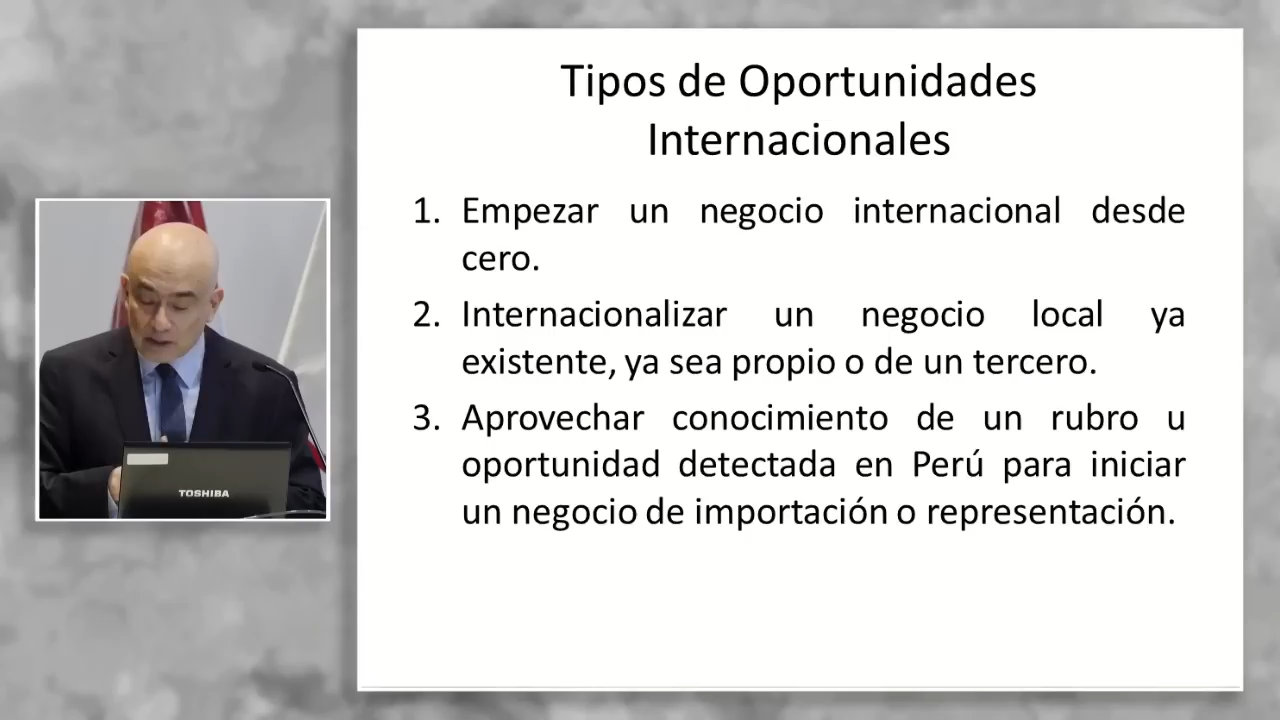 Tipos de Oportunidades
Internacionales
1. Empezar un negocio internacional desde
cero.
2. Internacionalizar un negocio local ya
existente, ya sea propio o de un tercero.
3. Aprovechar conocimiento de un rubro u
oportunidad detectada en Perú para iniciar
un negocio de importación o representación.
TOSHIBA